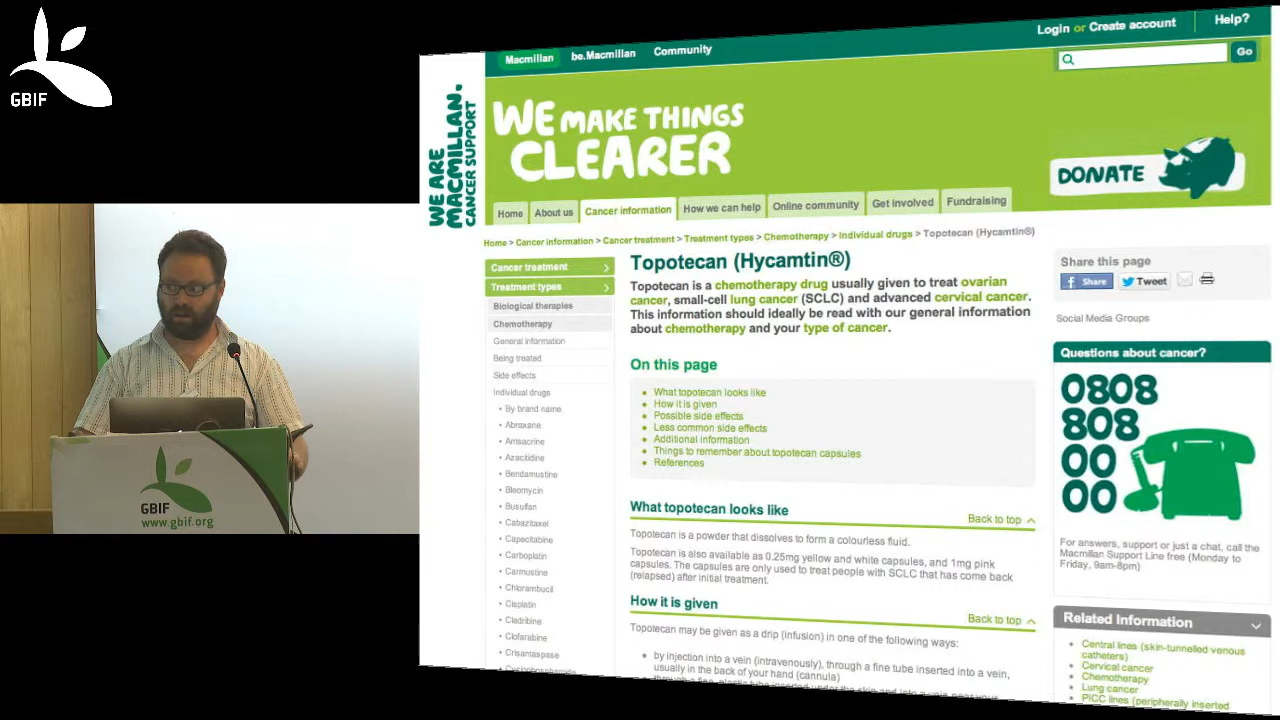 GBIF
GBIF
www.gbif.org
WE ARE
MACMILLAN.
CANCER SUPPORT
Macmillan
be.Macmillan
Community
Login or Create account
Help?
Go
WE MAKE THINGS
CLEARER
DONATE
Home
About us
Cancer information
How we can help
Online community
Get involved
Fundraising
Home > Cancer information > Cancer treatment > Treatment types > Chemotherapy > Individual drugs > Topotecan (Hycamtin®)
Cancer treatment
Treatment types
Biological therapies
Chemotherapy
General information
Being treated
Side effects
Individual drugs
• By brand name
• Abraxane
• Amsacrine
• Azacitidine
• Bendamustine
• Bleomycin
• Busulfan
• Cabazitaxel
• Capecitabine
• Carboplatin
• Carmustine
• Chlorambucil
• Cisplatin
• Cladribine
• Clofarabine
• Crisantaspase
• Cyclophosphamide
Topotecan (Hycamtin®)
Topotecan is a chemotherapy drug usually given to treat ovarian
cancer, small-cell lung cancer (SCLC) and advanced cervical cancer.
This information should ideally be read with our general information
about chemotherapy and your type of cancer.
On this page
• What topotecan looks like
• How it is given
• Possible side effects
• Less common side effects
• Additional information
• Things to remember about topotecan capsules
• References
What topotecan looks like
Back to top
Topotecan is a powder that dissolves to form a colourless fluid.
Topotecan is also available as 0.25mg yellow and white capsules, and 1mg pink
capsules. The capsules are only used to treat people with SCLC that has come back
(relapsed) after initial treatment.
How it is given
Back to top
Topotecan may be given as a drip (infusion) in one of the following ways:
• by injection into a vein (intravenously), through a fine tube inserted into a vein,
usually in the back of your hand (cannula)
• through a fine, plastic tube inserted under the skin and into a vein near your
Share this page
Share
Tweet
Social Media Groups
Questions about cancer?
0808
808
00
00
For answers, support or just a chat, call the
Macmillan Support Line free (Monday to
Friday, 9am-8pm)
Related Information
• Central lines (skin-tunnelled venous
catheters)
• Cervical cancer
• Chemotherapy
• Lung cancer
• PICC lines (peripherally inserted